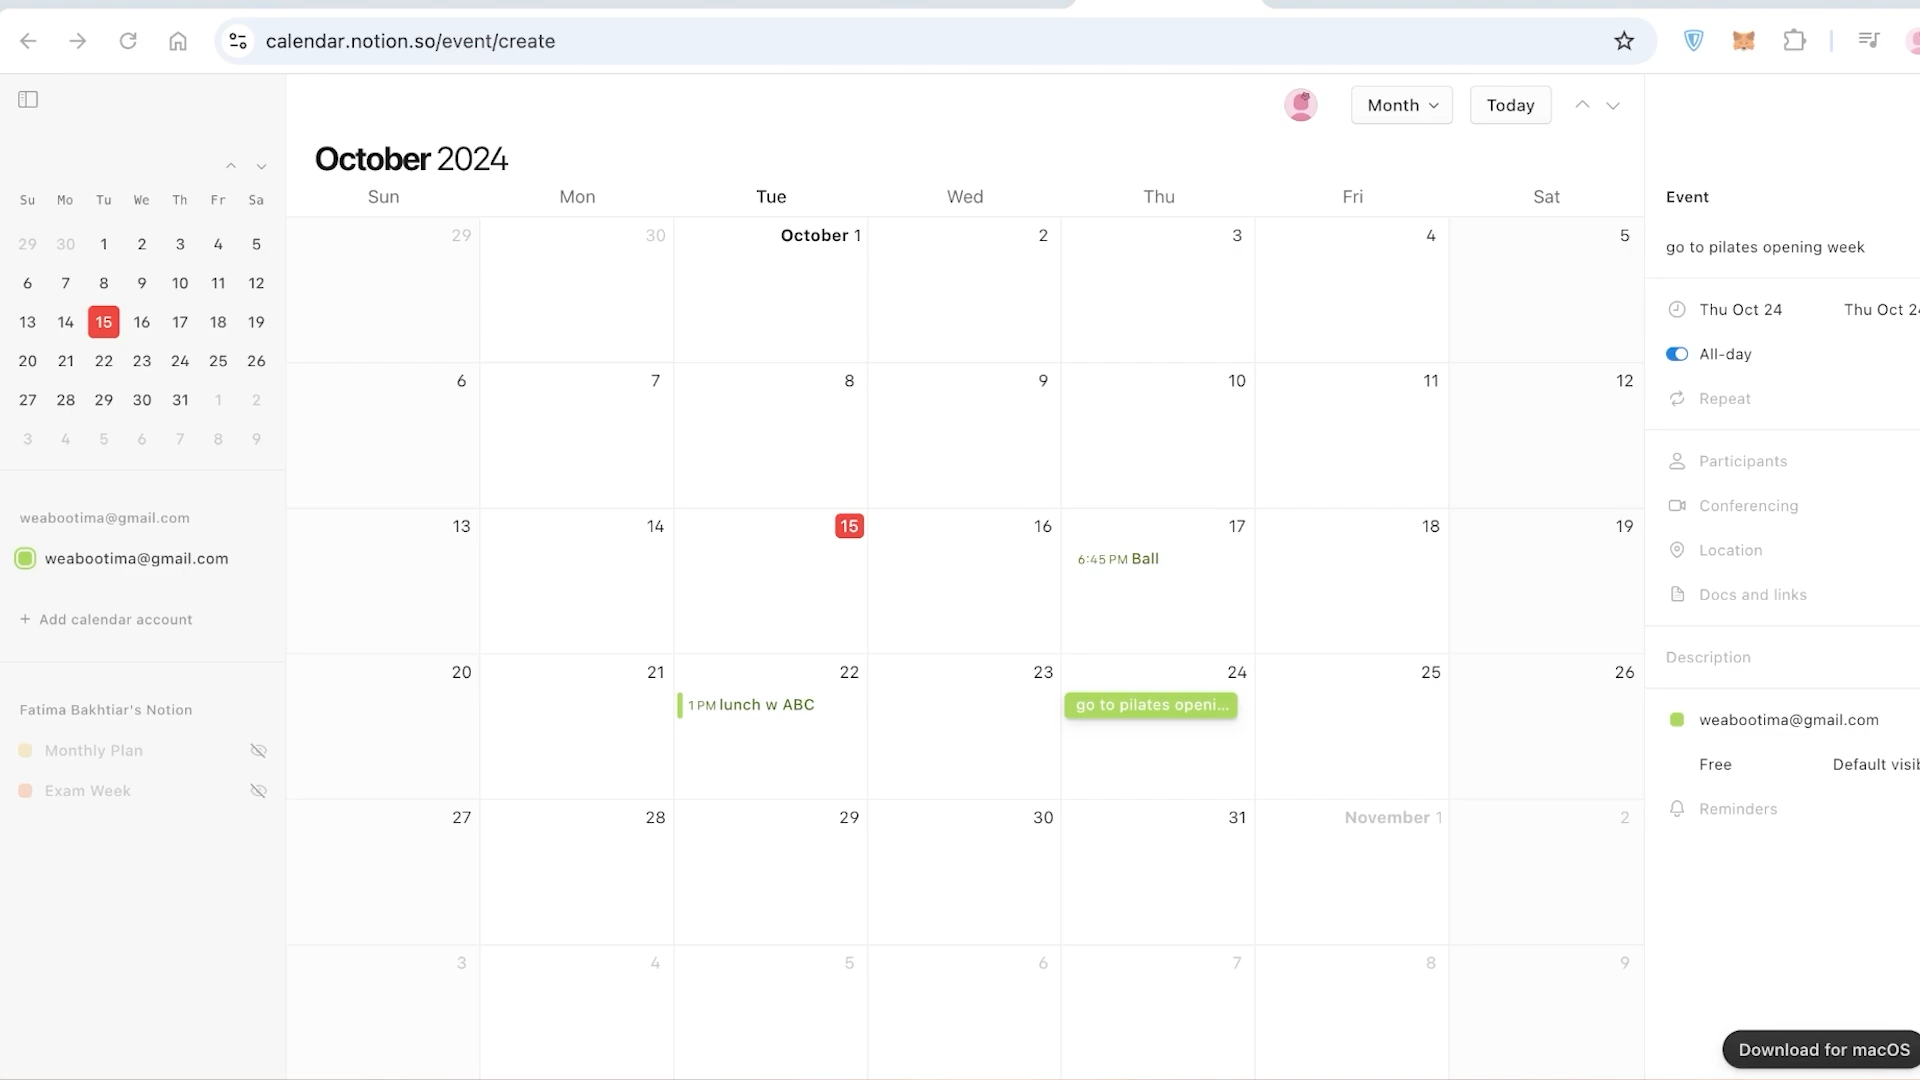 calendar.notion.so/event/create
Month
Today
October 2024
Su Mo Tu We Th Fr Sa
29 30 1 2 3 4 5
6 7 8 9 10 11 12
13 14 15 16 17 18 19
20 21 22 23 24 25 26
27 28 29 30 31 1 2
3 4 5 6 7 8 9
weabootima@gmail.com
weabootima@gmail.com
+ Add calendar account
Fatima Bakhtiar's Notion
Monthly Plan
Exam Week
Sun Mon Tue Wed Thu Fri Sat
29 30 October 1 2 3 4 5
6 7 8 9 10 11 12
13 14 15 16 17 18 19
6:45 PM Ball
20 21 22 23 24 25 26
1 PM lunch w ABC
go to pilates openi...
27 28 29 30 31 November 1 2
3 4 5 6 7 8 9
Event
go to pilates opening week
Thu Oct 24 Thu Oct 24
All-day
Repeat
Participants
Conferencing
Location
Docs and links
Description
weabootima@gmail.com
Free Default visib
Reminders
Download for macOS